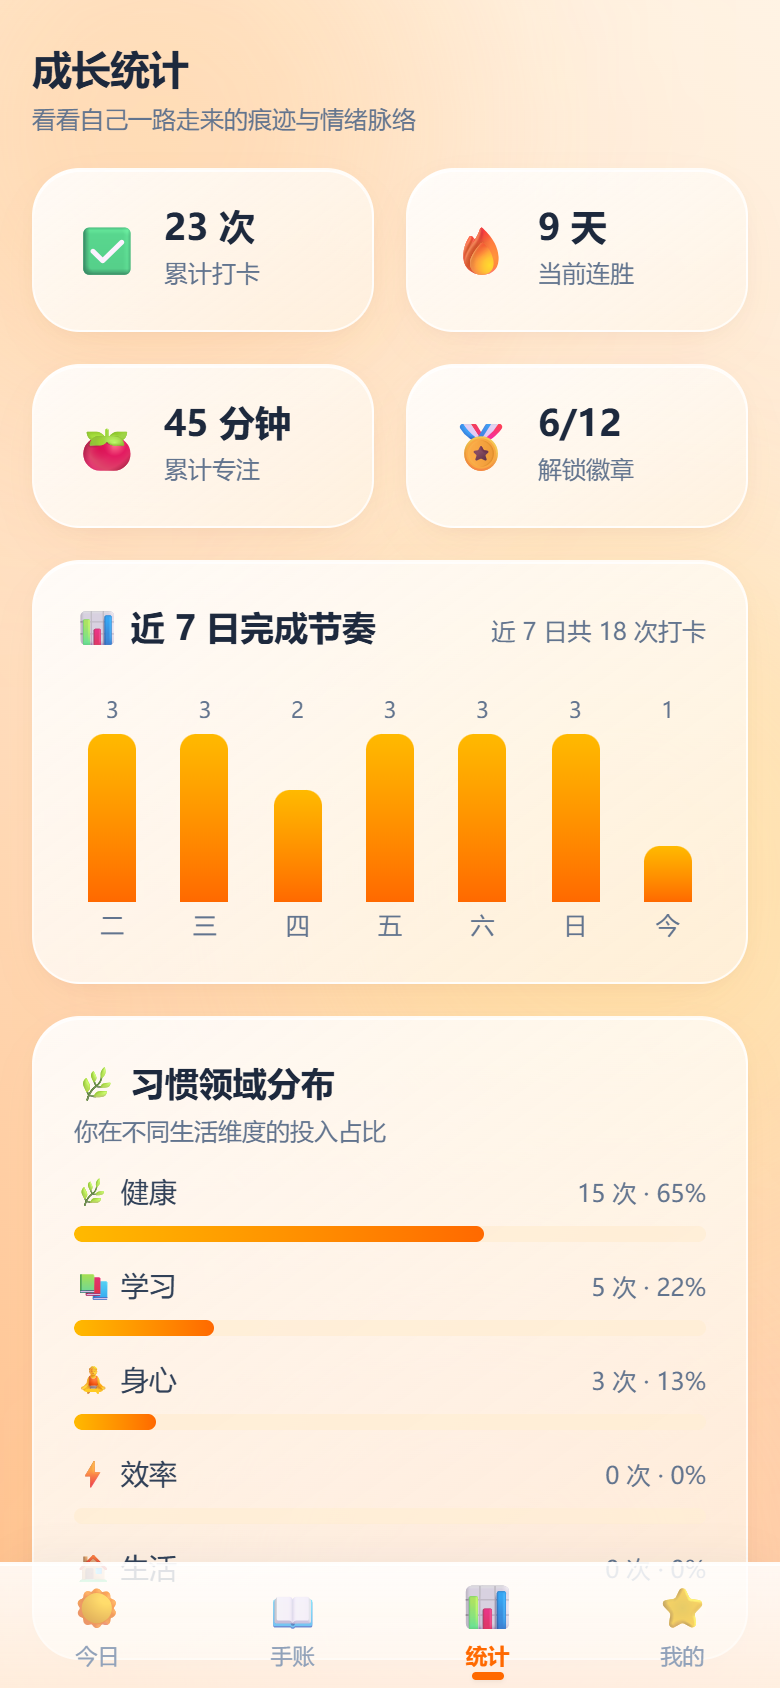 成长统计
看看自己一路走来的痕迹与情绪脉络
23 次
累计打卡
9 天
当前连胜
45 分钟
累计专注
6/12
解锁徽章
近 7 日完成节奏
近 7 日共 18 次打卡
3 3 2 3 3 3 1
二 三 四 五 六 日 今
习惯领域分布
你在不同生活维度的投入占比
健康 15 次 · 65%
学习 5 次 · 22%
身心 3 次 · 13%
效率 0 次 · 0%
生活 0 次 · 0%
今日 手账 统计 我的